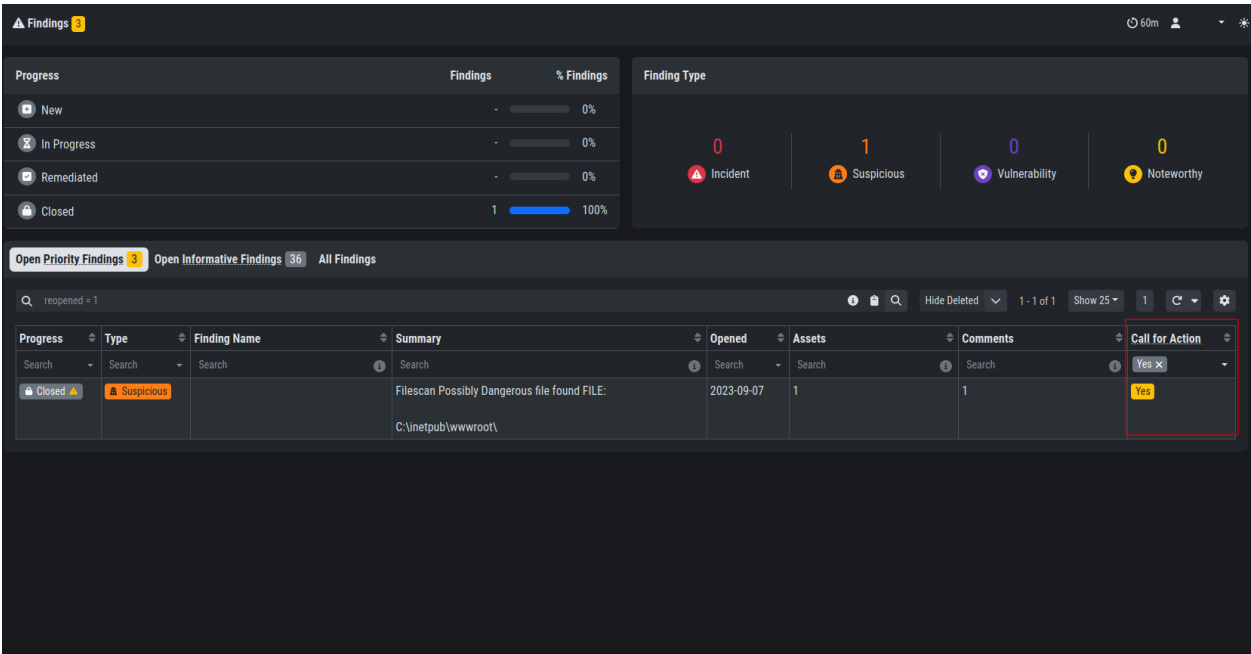 Findings 3
60m
Progress Findings % Findings
New - 0%
In Progress - 0%
Remediated - 0%
Closed 1 100%
Finding Type
0 1 0 0
Incident Suspicious Vulnerability Noteworthy
Open Priority Findings 3 Open Informative Findings 36 All Findings
reopened = 1 Hide Deleted 1 - 1 of 1 Show 25 1
Progress Type Finding Name Summary Opened Assets Comments Call for Action
Search Search Search Search Search Search Search Yes ×
Closed Suspicious Filescan Possibly Dangerous file found FILE: 2023-09-07 1 1 Yes
C:\inetpub\wwwroot\